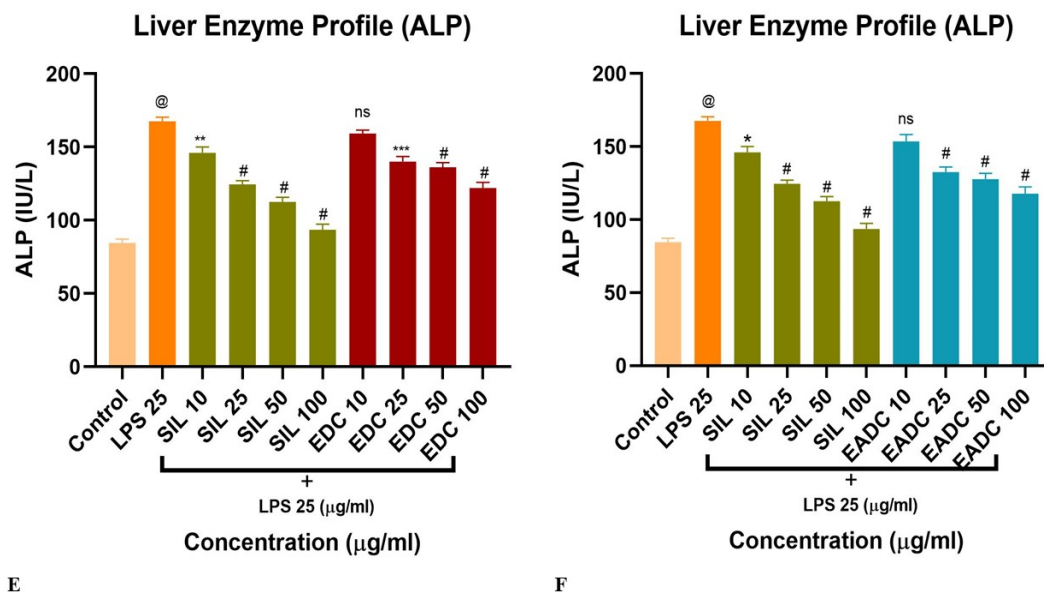 Liver Enzyme Profile (ALP)
ALP (IU/L)
200
150
100
50
0
@
**
#
#
#
ns
***
#
#
Control
LPS 25
SIL 10
SIL 25
SIL 50
SIL 100
EDC 10
EDC 25
EDC 50
EDC 100
+
LPS 25 (μg/ml)
Concentration (μg/ml)
E
Liver Enzyme Profile (ALP)
ALP (IU/L)
200
150
100
50
0
@
*
#
#
#
ns
#
#
#
Control
LPS 25
SIL 10
SIL 25
SIL 50
SIL 100
EADC 10
EADC 25
EADC 50
EADC 100
+
LPS 25 (μg/ml)
Concentration (μg/ml)
F